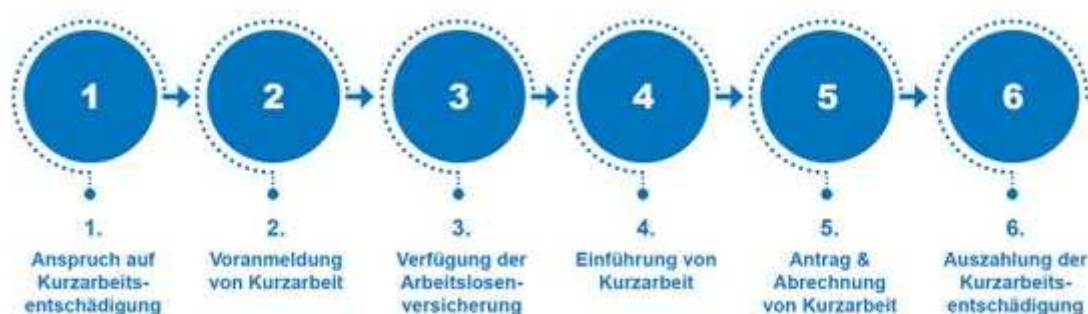 1
2
3
4
5
6
1.
Anspruch auf
Kurzarbeits-
entschädigung
2.
Voranmeldung
von Kurzarbeit
3.
Verfügung der
Arbeitslosen-
versicherung
4.
Einführung von
Kurzarbeit
5.
Antrag &
Abrechnung
von Kurzarbeit
6.
Auszahlung der
Kurzarbeits-
entschädigung